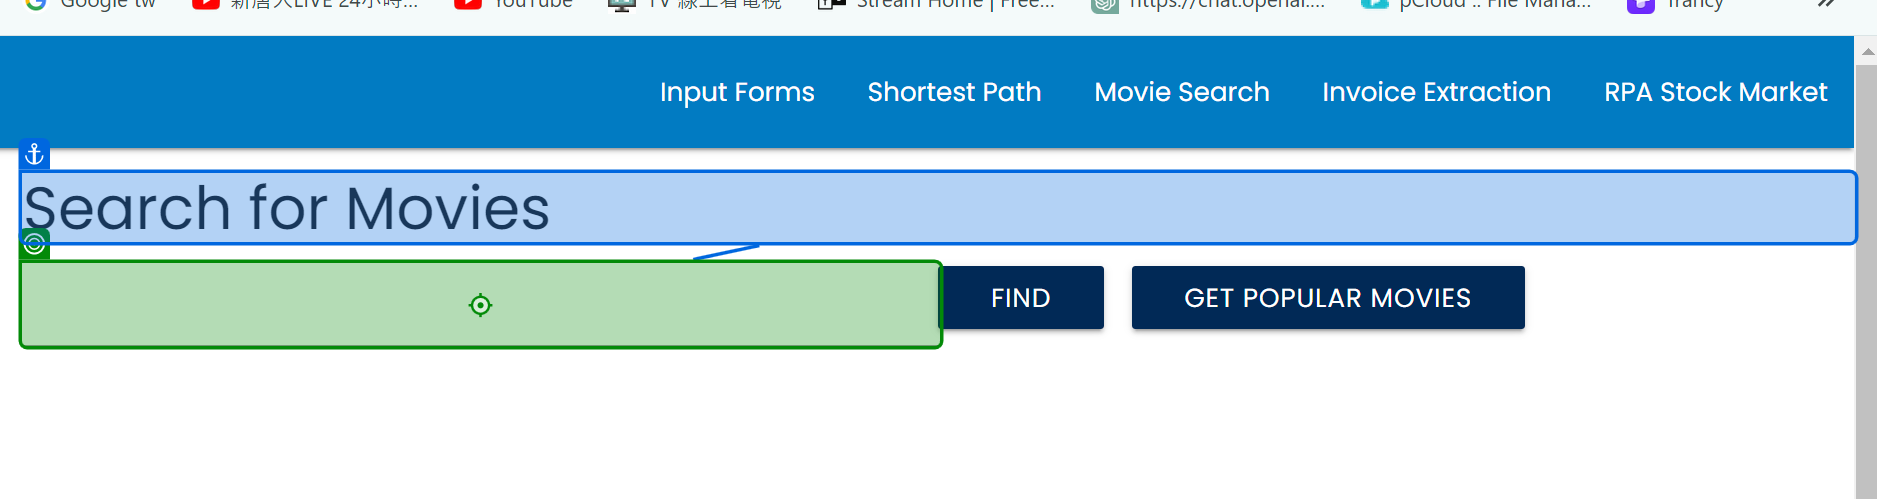 Google tw 新唐人LIVE 24小時... YouTube TV 線上看電視 Stream Home | Free... https://chat.openai.... pCloud :: File Mana... Trancy »
Input Forms Shortest Path Movie Search Invoice Extraction RPA Stock Market
Search for Movies
FIND GET POPULAR MOVIES